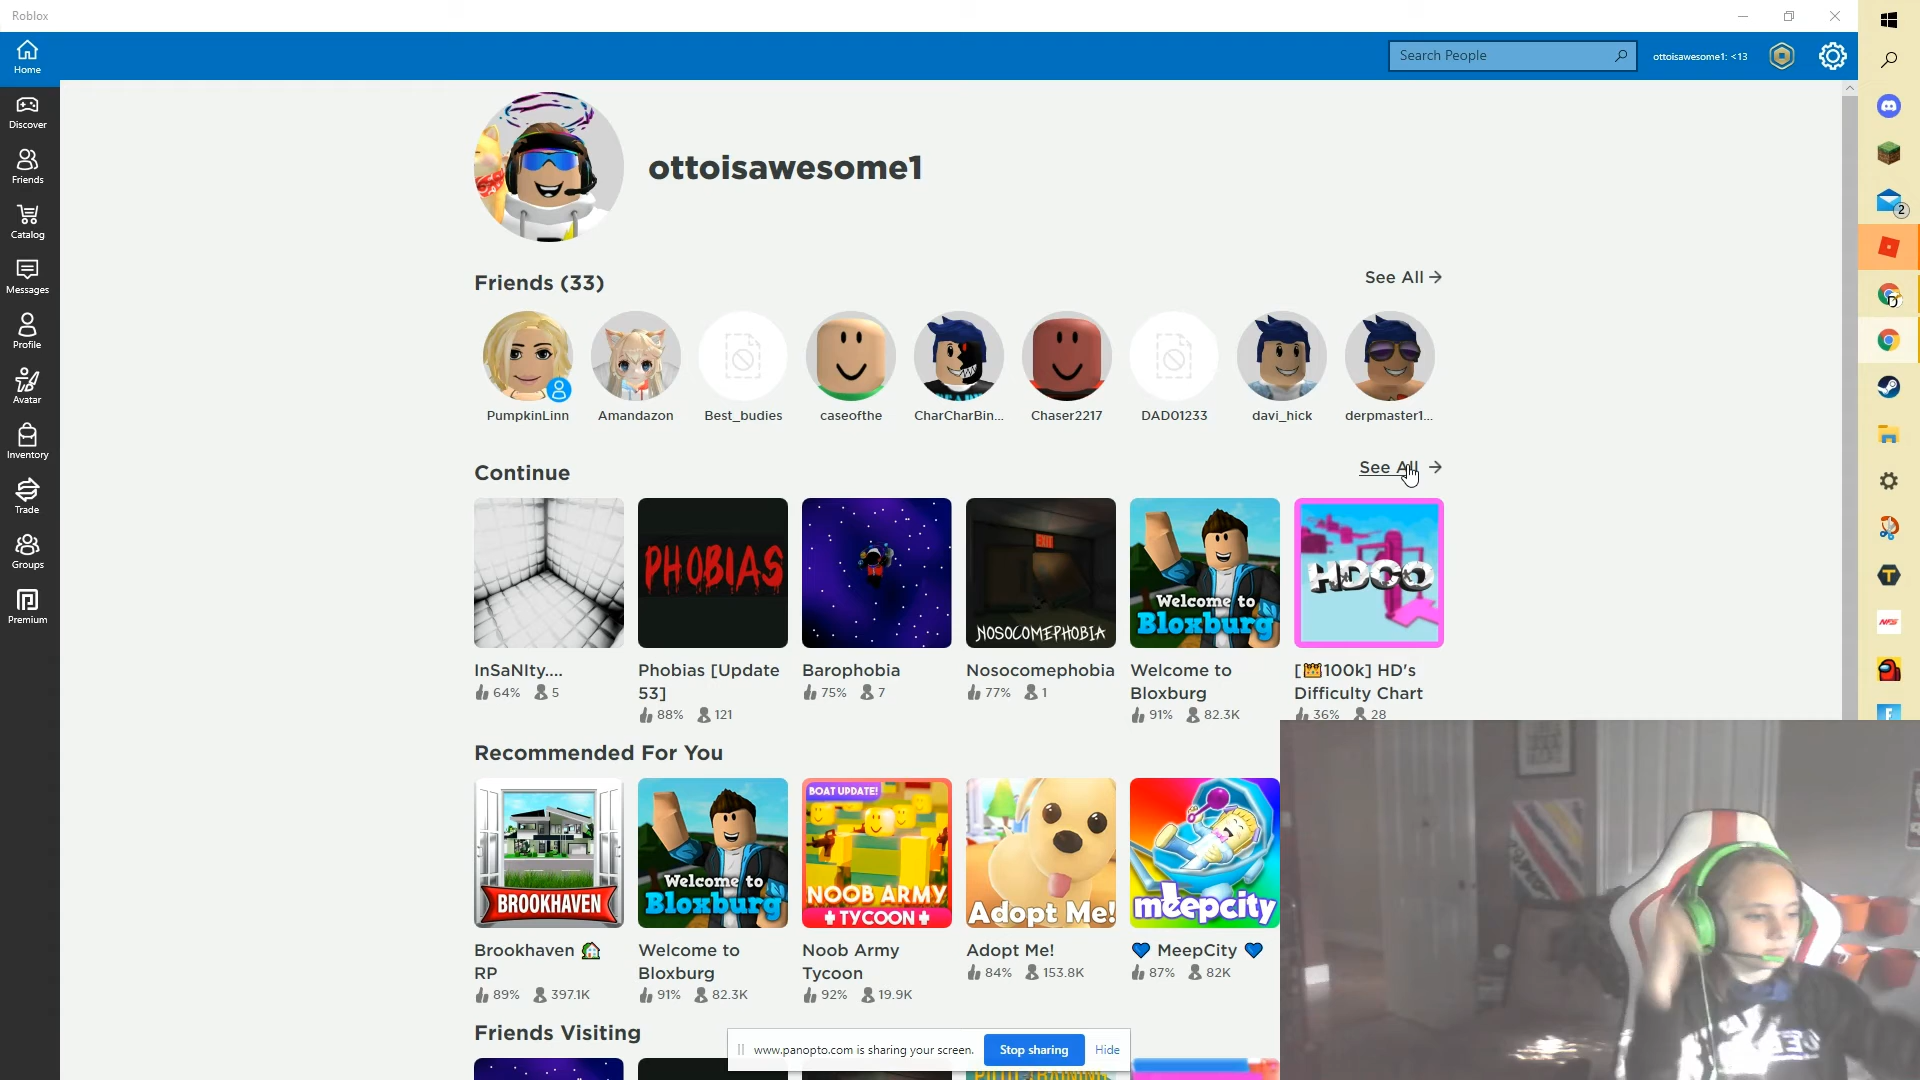 Roblox
Home
Search People
ottoisawesome1: <13
Discover
Friends
Catalog
Messages
Profile
Avatar
Inventory
Trade
Groups
Premium
2
ottoisawesome1
Friends (33)
See All
PumpkinLinn
Amandazon
Best_budies
caseofthe
CharCharBin...
Chaser2217
DAD01233
davi_hick
derpmaster1...
Continue
See All
PHOBIAS
EXIT
NOSOCOMEPHOBIA
Welcome to
Bloxburg
HDCO
InSaNIty....
64% 5
Phobias [Update
53]
88% 121
Barophobia
75% 7
Nosocomephobia
77% 1
Welcome to
Bloxburg
91% 82.3K
[👑100k] HD's
Difficulty Chart
36% 28
Recommended For You
BROOKHAVEN
Welcome to
Bloxburg
BOAT UPDATE!
NOOB ARMY
TYCOON
Adopt Me!
meepcity
Brookhaven 🏠
RP
89% 397.1K
Welcome to
Bloxburg
91% 82.3K
Noob Army
Tycoon
92% 19.9K
Adopt Me!
84% 153.8K
💙 MeepCity 💙
87% 82K
Friends Visiting
www.panopto.com is sharing your screen.
Stop sharing
Hide